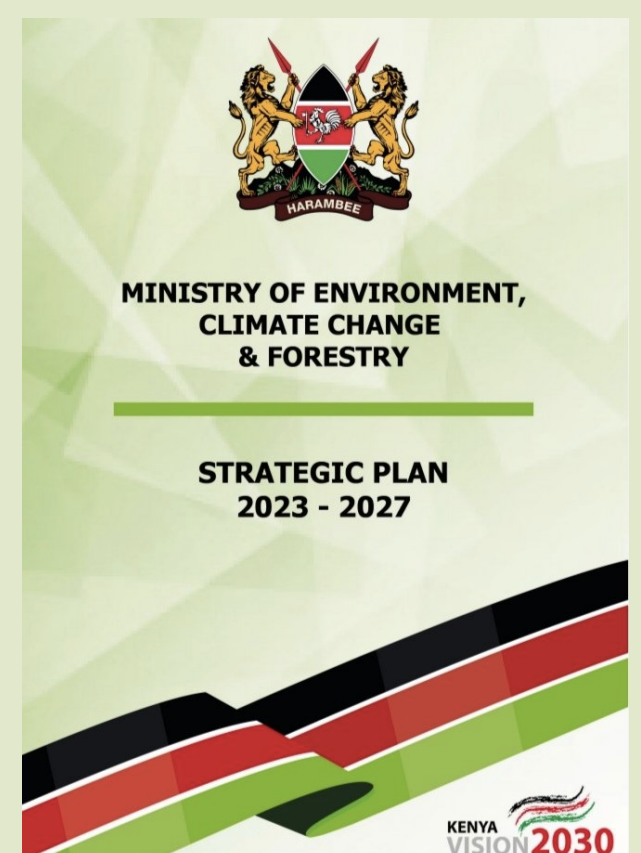 HARAMBEE
MINISTRY OF ENVIRONMENT,
CLIMATE CHANGE
& FORESTRY
STRATEGIC PLAN
2023 - 2027
KENYA
VISION 2030